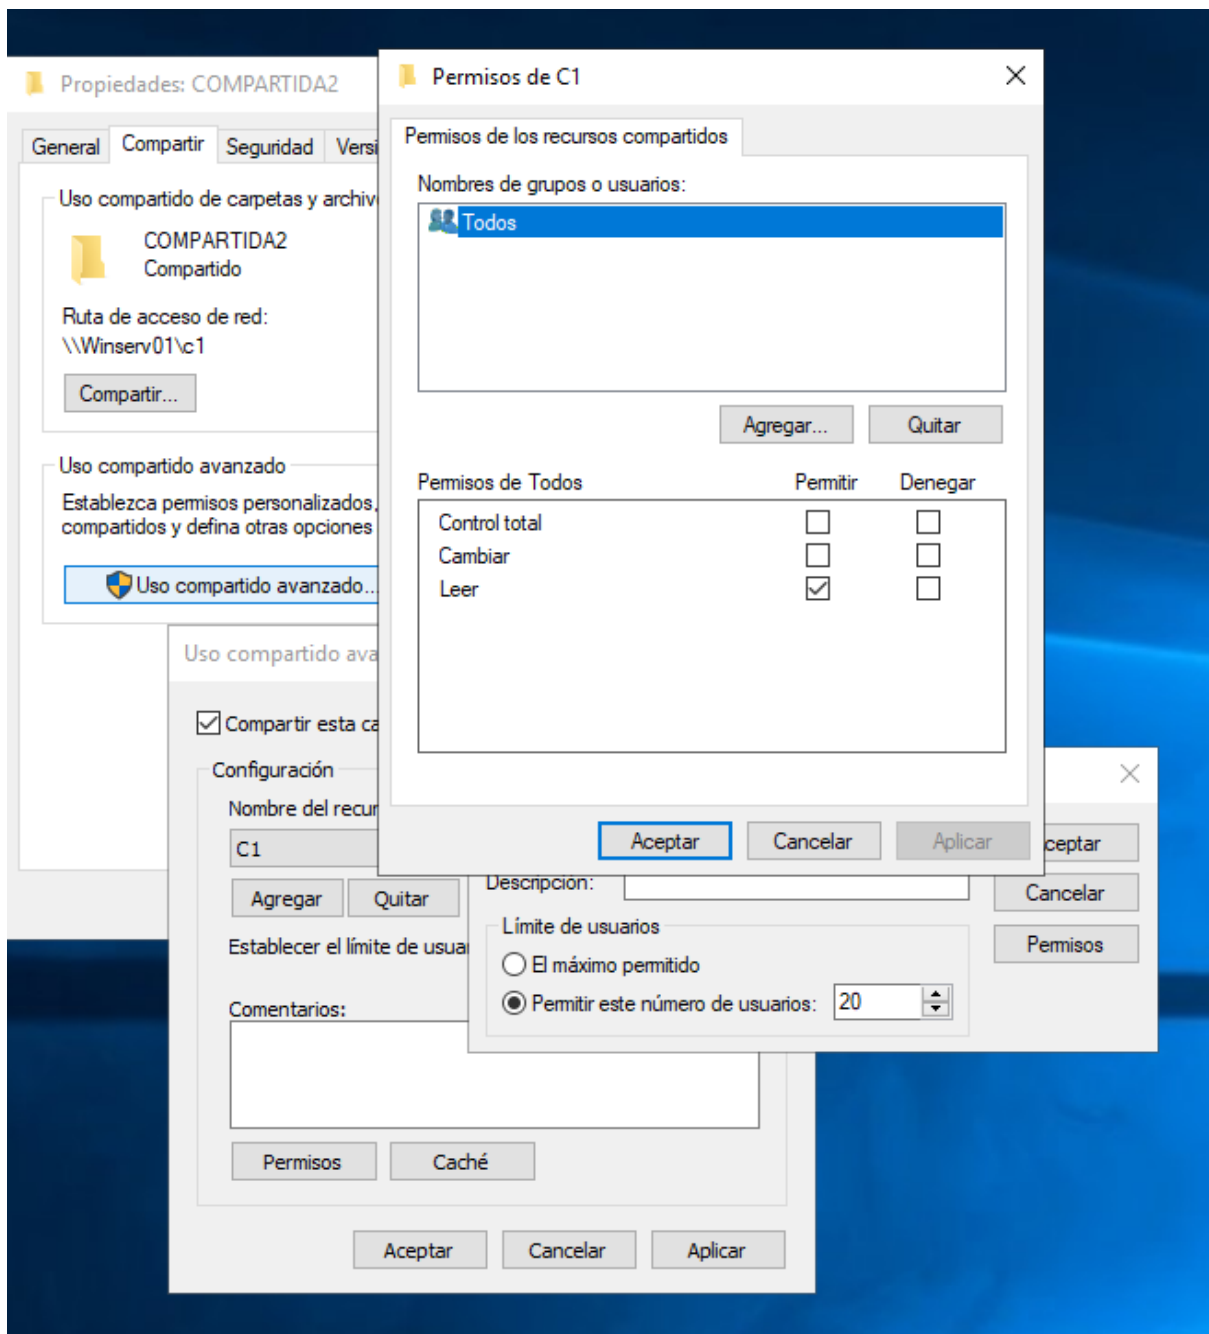 Propiedades: COMPARTIDA2
General Compartir Seguridad Versi
Uso compartido de carpetas y archiv
COMPARTIDA2
Compartido
Ruta de acceso de red:
\\Winserv01\c1
Compartir...
Uso compartido avanzado
Establezca permisos personalizados,
compartidos y defina otras opciones
Uso compartido avanzado...
Permisos de C1
Permisos de los recursos compartidos
Nombres de grupos o usuarios:
Todos
Agregar... Quitar
Permisos de Todos Permitir Denegar
Control total
Cambiar
Leer
Aceptar Cancelar Aplicar
Uso compartido ava
Compartir esta ca
Configuración
Nombre del recur
C1
Agregar Quitar
Establecer el límite de usua
Comentarios:
Permisos Caché
Aceptar Cancelar Aplicar
ceptar
Descripción:
Cancelar
Límite de usuarios
Permisos
El máximo permitido
Permitir este número de usuarios: 20